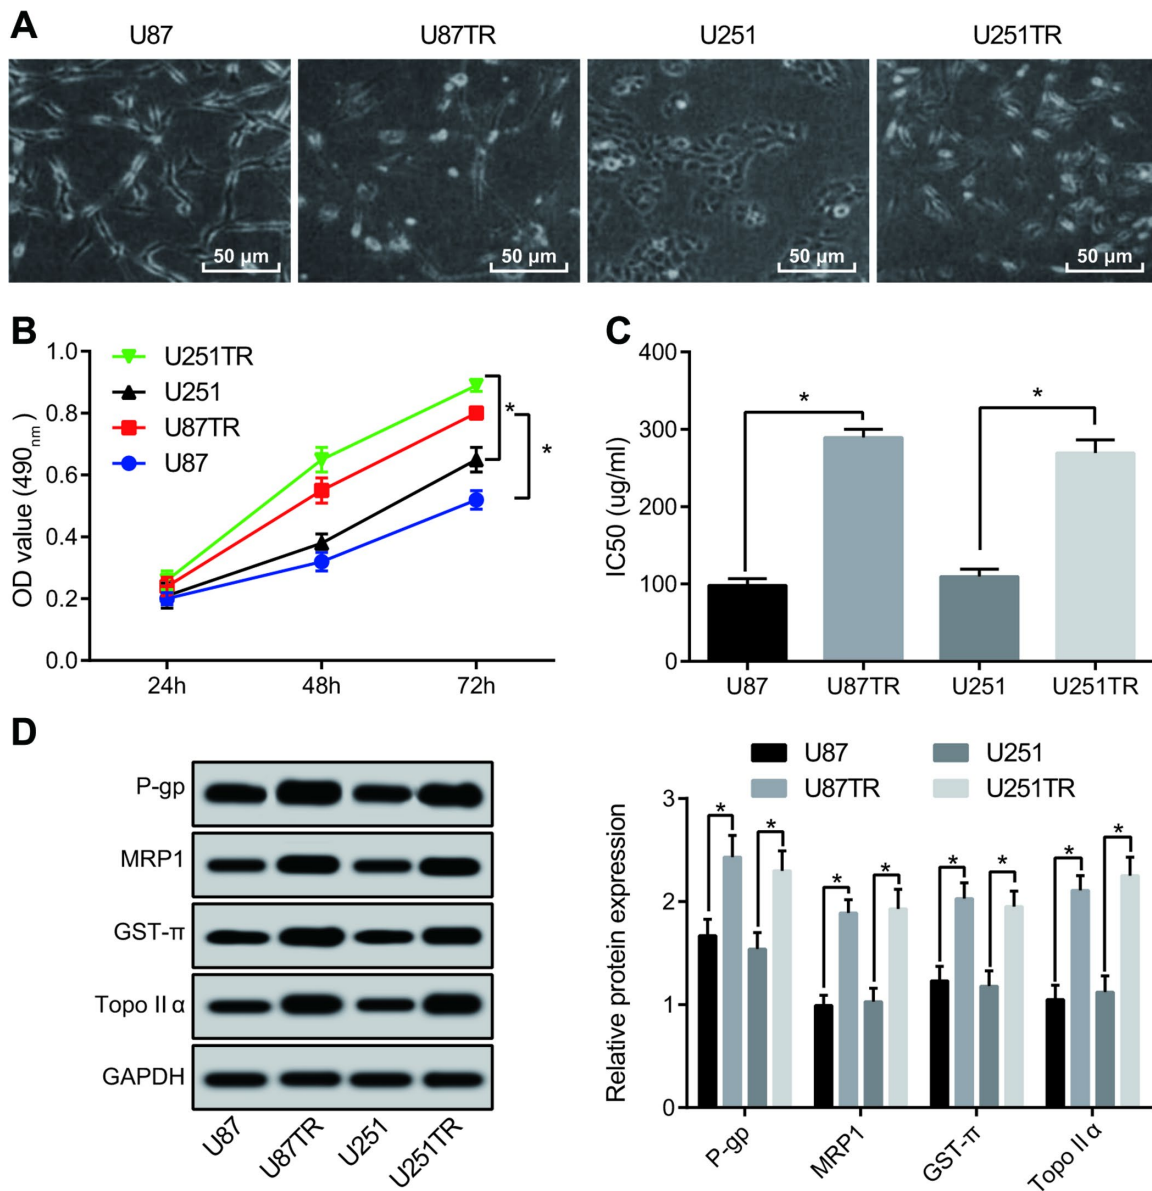 A
U87
U87TR
U251
U251TR
50 µm
50 µm
50 µm
50 µm
B
U251TR
U251
U87TR
U87
OD value (490nm)
1.0
0.8
0.6
0.4
0.2
0.0
24h
48h
72h
*
*
C
IC50 (ug/ml)
400
300
200
100
0
*
*
U87
U87TR
U251
U251TR
D
P-gp
MRP1
GST-π
Topo II α
GAPDH
U87
U87TR
U251
U251TR
U87
U251
U87TR
U251TR
Relative protein expression
3
2
1
0
*
*
*
*
*
*
*
*
P-gp
MRP1
GST-π
Topo II α